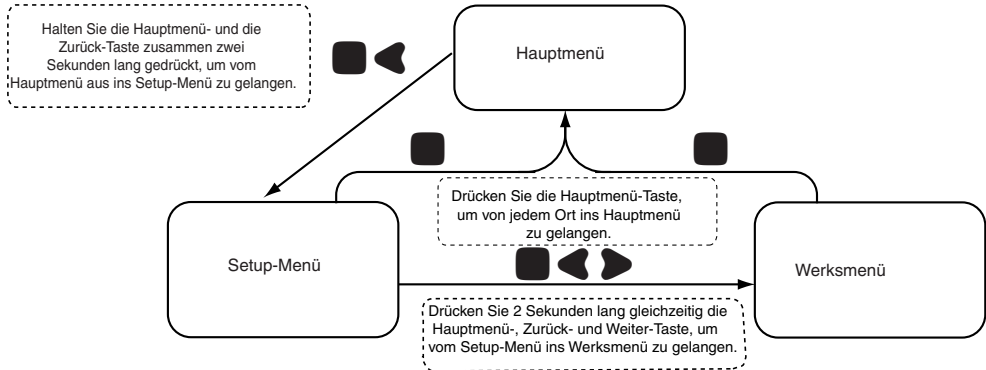 Halten Sie die Hauptmenü- und die
Zurück-Taste zusammen zwei
Sekunden lang gedrückt, um vom
Hauptmenü aus ins Setup-Menü zu gelangen.
Hauptmenü
Drücken Sie die Hauptmenü-Taste,
um von jedem Ort ins Hauptmenü
zu gelangen.
Setup-Menü
Werksmenü
Drücken Sie 2 Sekunden lang gleichzeitig die
Hauptmenü-, Zurück- und Weiter-Taste, um
vom Setup-Menü ins Werksmenü zu gelangen.